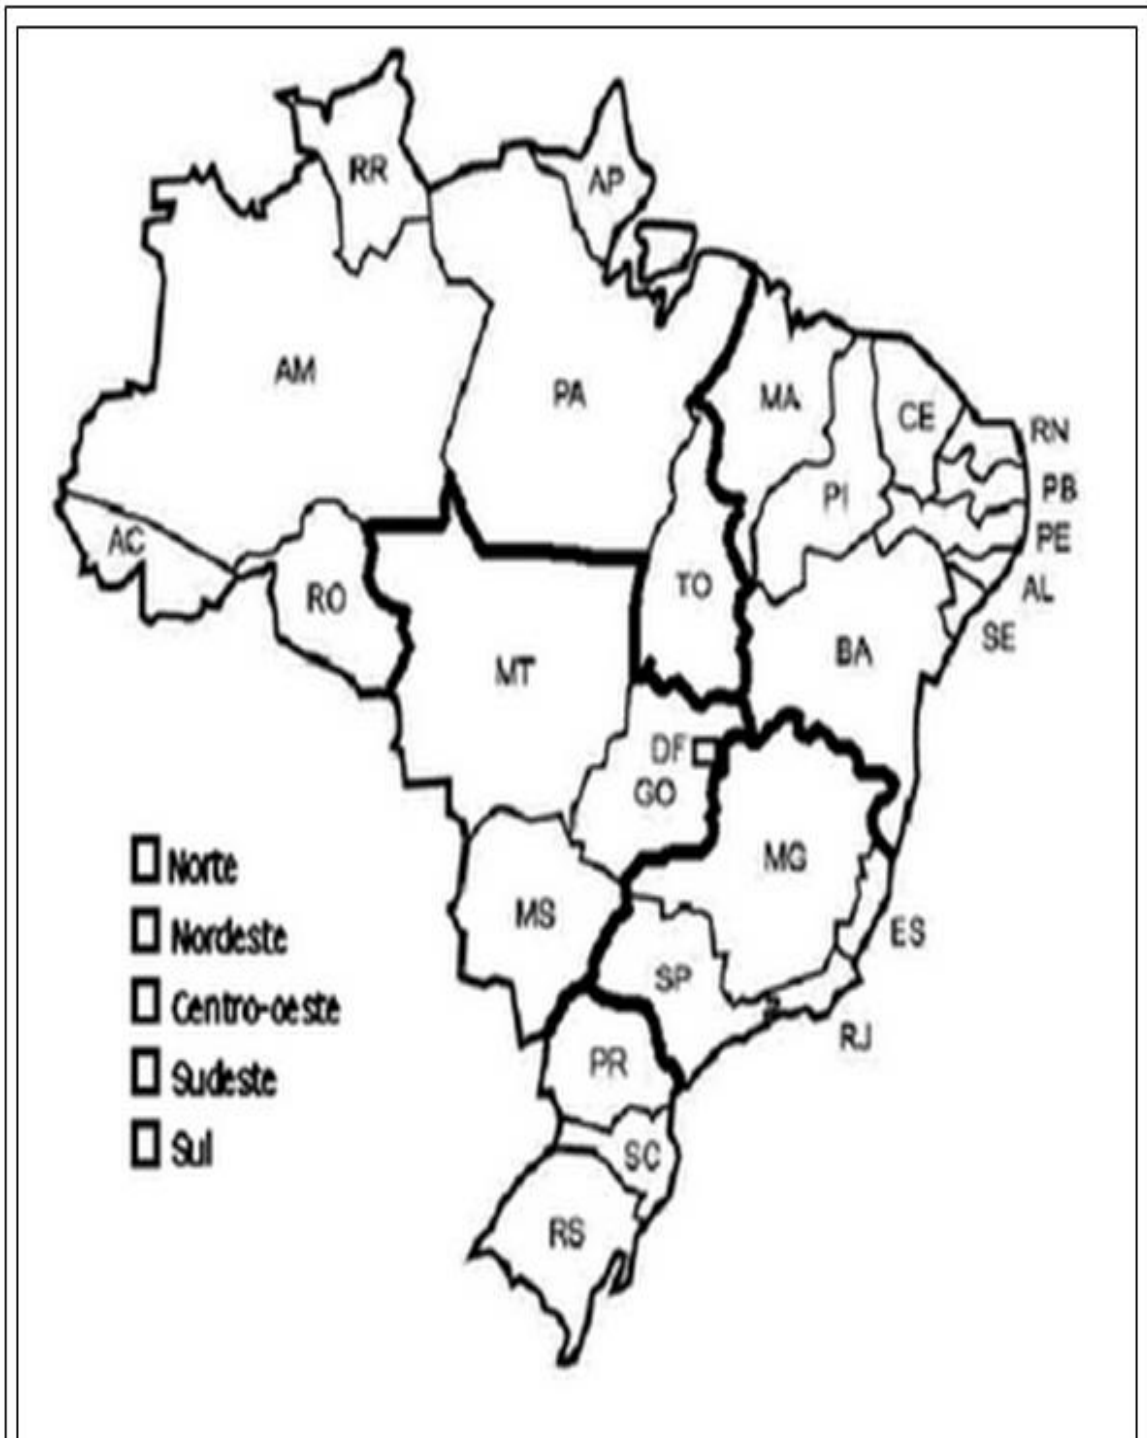 RR
AP
AM
PA
MA
CE
RN
PI
PB
PE
AC
RO
TO
AL
SE
BA
MT
DF
GO
MG
Norte
MS
ES
Nordeste
SP
Centro-oeste
RJ
PR
Sudeste
Sul
SC
RS